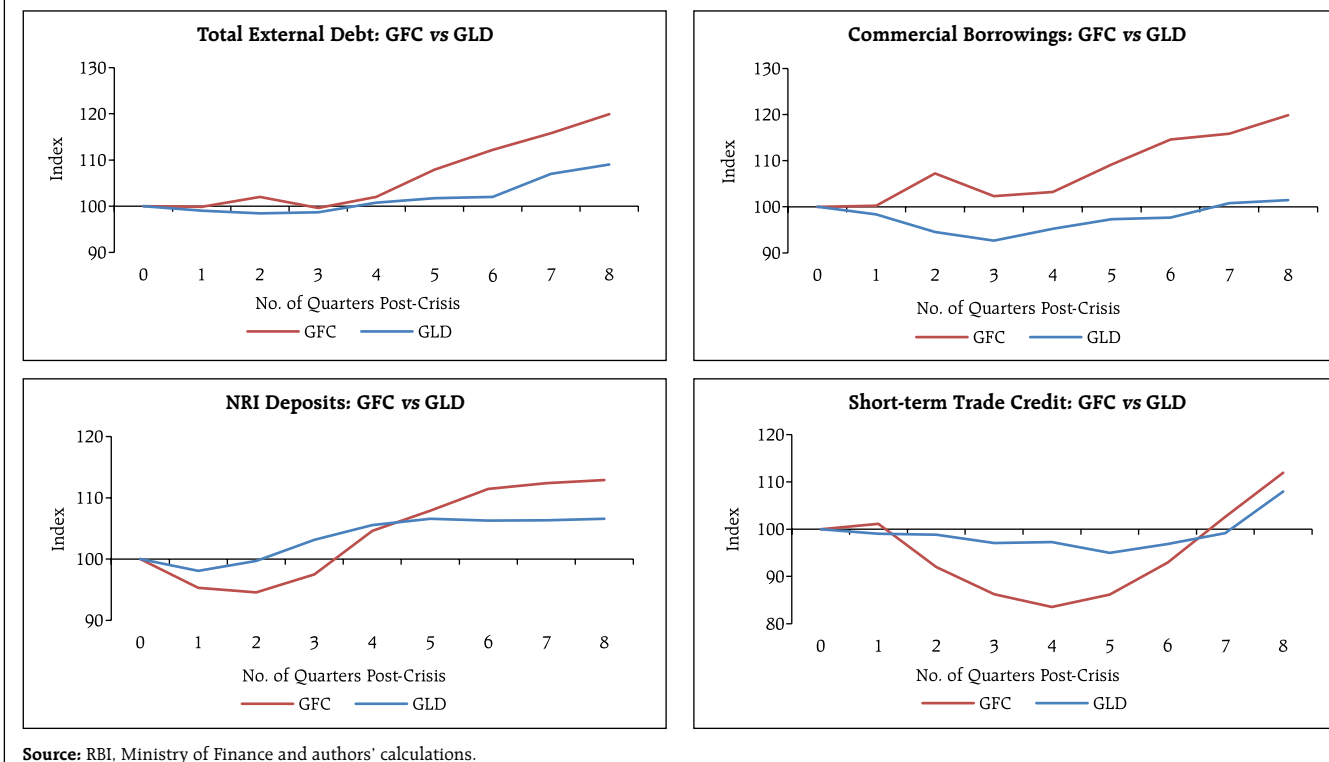 Total External Debt: GFC vs GLD
130
120
110
100
90
Index
0 1 2 3 4 5 6 7 8
No. of Quarters Post-Crisis
GFC GLD
Commercial Borrowings: GFC vs GLD
130
120
110
100
90
Index
0 1 2 3 4 5 6 7 8
No. of Quarters Post-Crisis
GFC GLD
NRI Deposits: GFC vs GLD
120
110
100
90
Index
0 1 2 3 4 5 6 7 8
No. of Quarters Post-Crisis
GFC GLD
Short-term Trade Credit: GFC vs GLD
120
110
100
90
80
Index
0 1 2 3 4 5 6 7 8
No. of Quarters Post-Crisis
GFC GLD
Source: RBI, Ministry of Finance and authors' calculations.